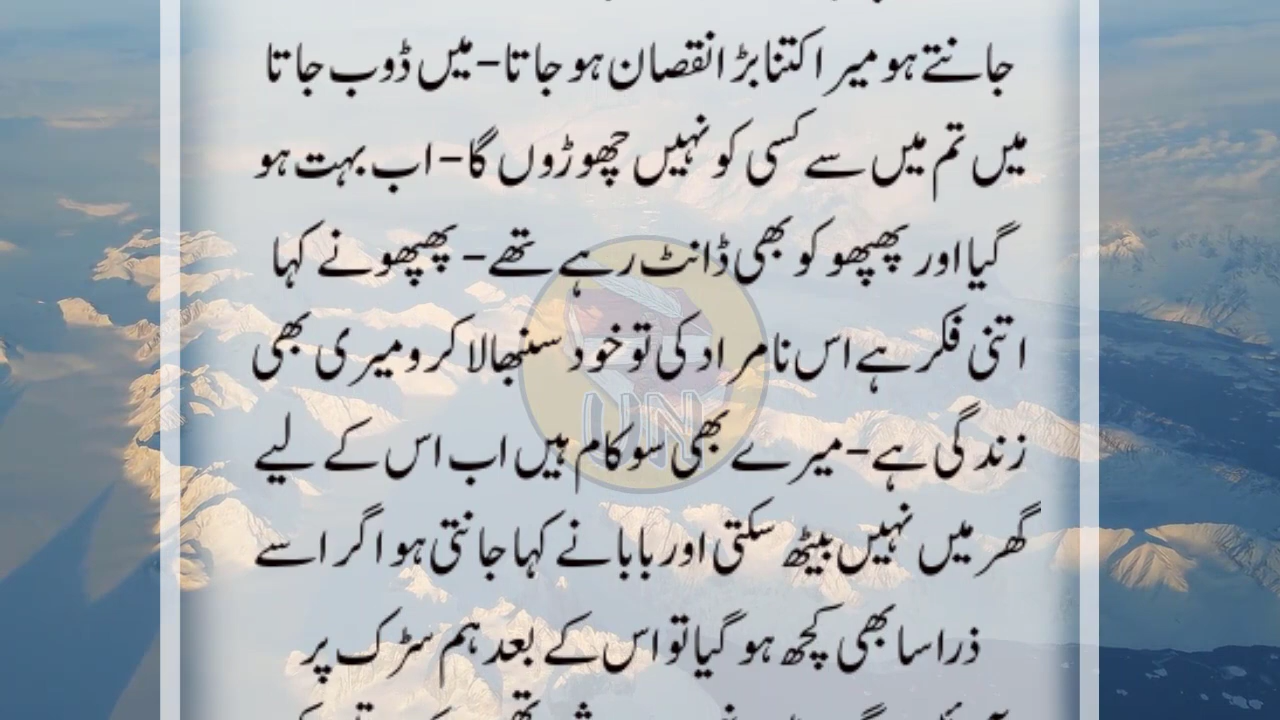 جانتے ہو میرا کتنا بڑا نقصان ہو جاتا-میں ڈوب جاتا
میں تم میں سے کسی کو نہیں چھوڑوں گا-اب بہت ہو
گیا اور پھپھو کو بھی ڈانٹ رہے تھے-پھپھو نے کہا
اتنی فکر ہے اس نامراد کی تو خود سنبھالا کرو میری بھی
زندگی ہے-میرے بھی سو کام ہیں اب اس کے لیے
گھر میں نہیں بیٹھ سکتی اور بابا نے کہا جانتی ہو اگر اسے
ذرا سا بھی کچھ ہو گیا تو اس کے بعد ہم سڑک پر
UN